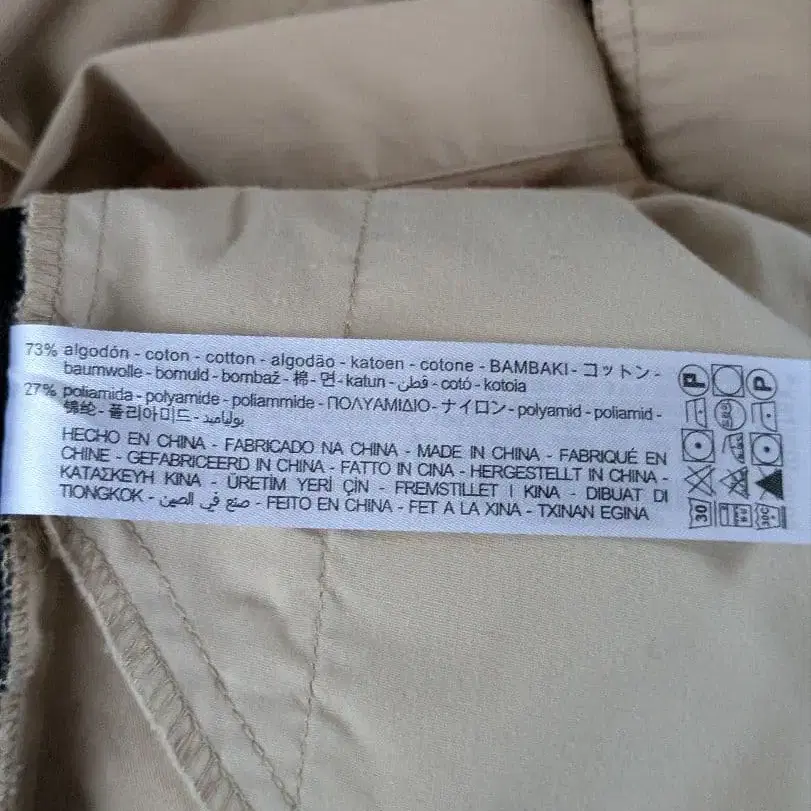 73% algodón - coton - cotton - algodão - katoen - cotone - BAMBAKI - コットン -
baumwolle - bomuld - bombaž - 棉 - 면 - katun - قطن - cotó - kotoia
27% poliamida - polyamide - poliammide - ΠΟΛΥΑΜΙΔΙΟ - ナイロン - polyamid - poliamid -
锦纶 - 폴리아미드 - بولياميد
HECHO EN CHINA - FABRICADO NA CHINA - MADE IN CHINA - FABRIQUÉ EN
CHINE - GEFABRICEERD IN CHINA - FATTO IN CINA - HERGESTELLT IN CHINA -
ΚΑΤΑΣΚΕΥΗ ΚΙΝΑ - ÜRETİM YERİ ÇİN - FREMSTILLET I KINA - DIBUAT DI
TIONGKOK - صنع في الصين - FEITO EN CHINA - FET A LA XINA - TXINAN EGINA
P P
30 30C